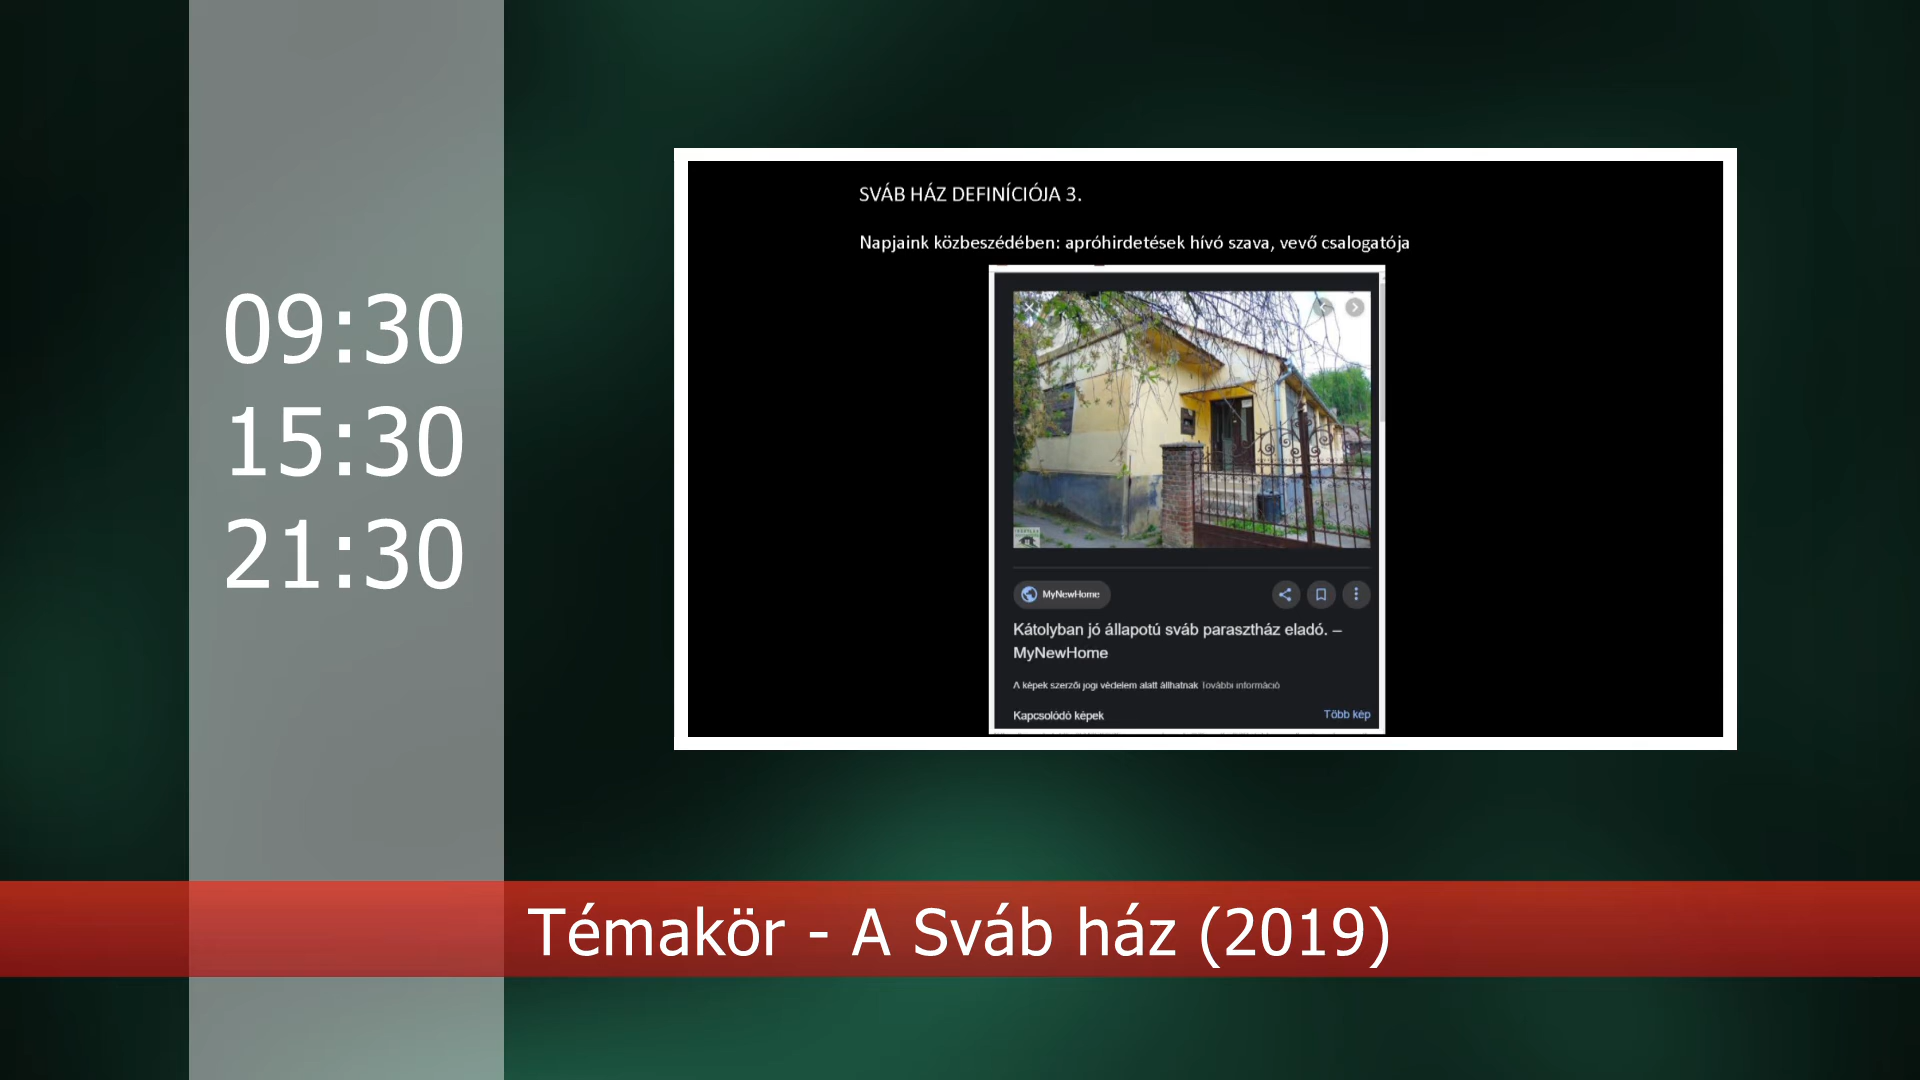 09:30
15:30
21:30
SVÁB HÁZ DEFINÍCIÓJA 3.
Napjaink közbeszédében: apróhirdetések hívó szava, vevő csalogatója
MyNewHome
Kátolyban jó állapotú sváb parasztház eladó. –
MyNewHome
A képek szerzői jogi védelem alatt állhatnak További információ
Kapcsolódó képek
Több kép
Témakör - A Sváb ház (2019)